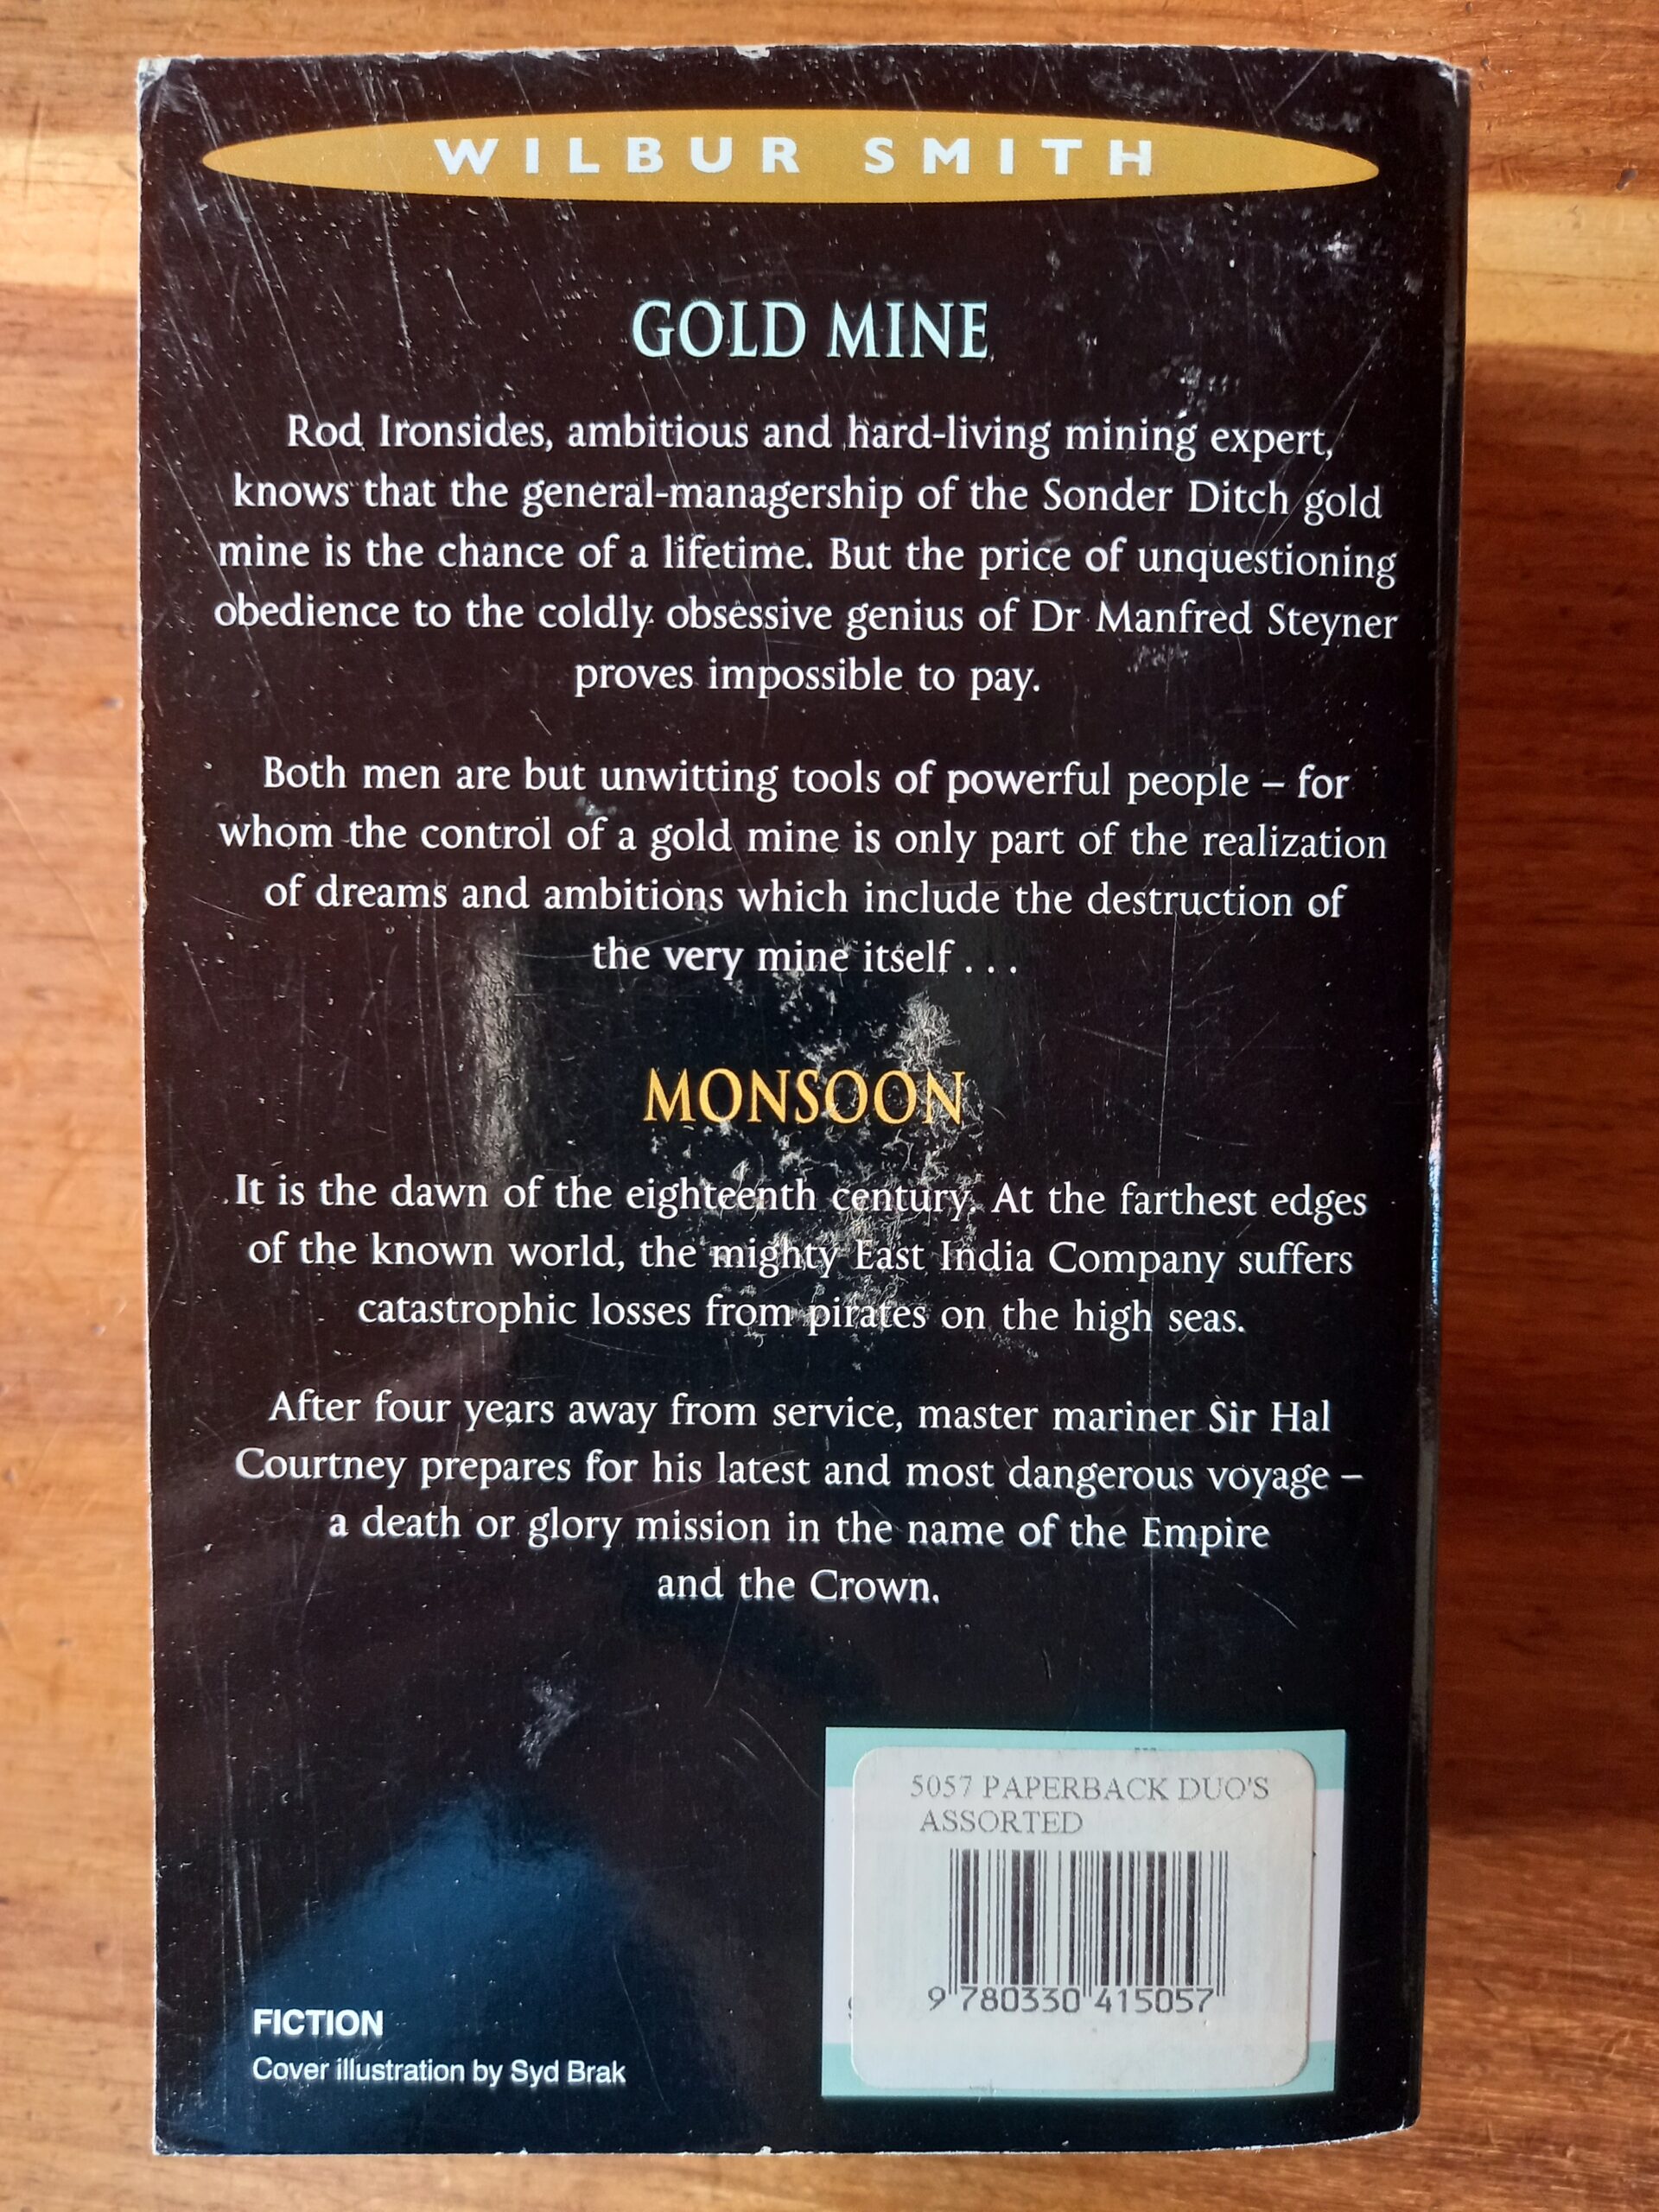 WILBUR SMITH
GOLD MINE
Rod Ironsides, ambitious and hard-living mining expert,
knows that the general-managership of the Sonder Ditch gold
mine is the chance of a lifetime. But the price of unquestioning
obedience to the coldly obsessive genius of Dr Manfred Steyner
proves impossible to pay.
Both men are but unwitting tools of powerful people – for
whom the control of a gold mine is only part of the realization
of dreams and ambitions which include the destruction of
the very mine itself . . .
MONSOON
It is the dawn of the eighteenth century. At the farthest edges
of the known world, the mighty East India Company suffers
catastrophic losses from pirates on the high seas.
After four years away from service, master mariner Sir Hal
Courtney prepares for his latest and most dangerous voyage –
a death or glory mission in the name of the Empire
and the Crown.
5057 PAPERBACK DUO'S
ASSORTED
9 780330 415057
FICTION
Cover illustration by Syd Brak